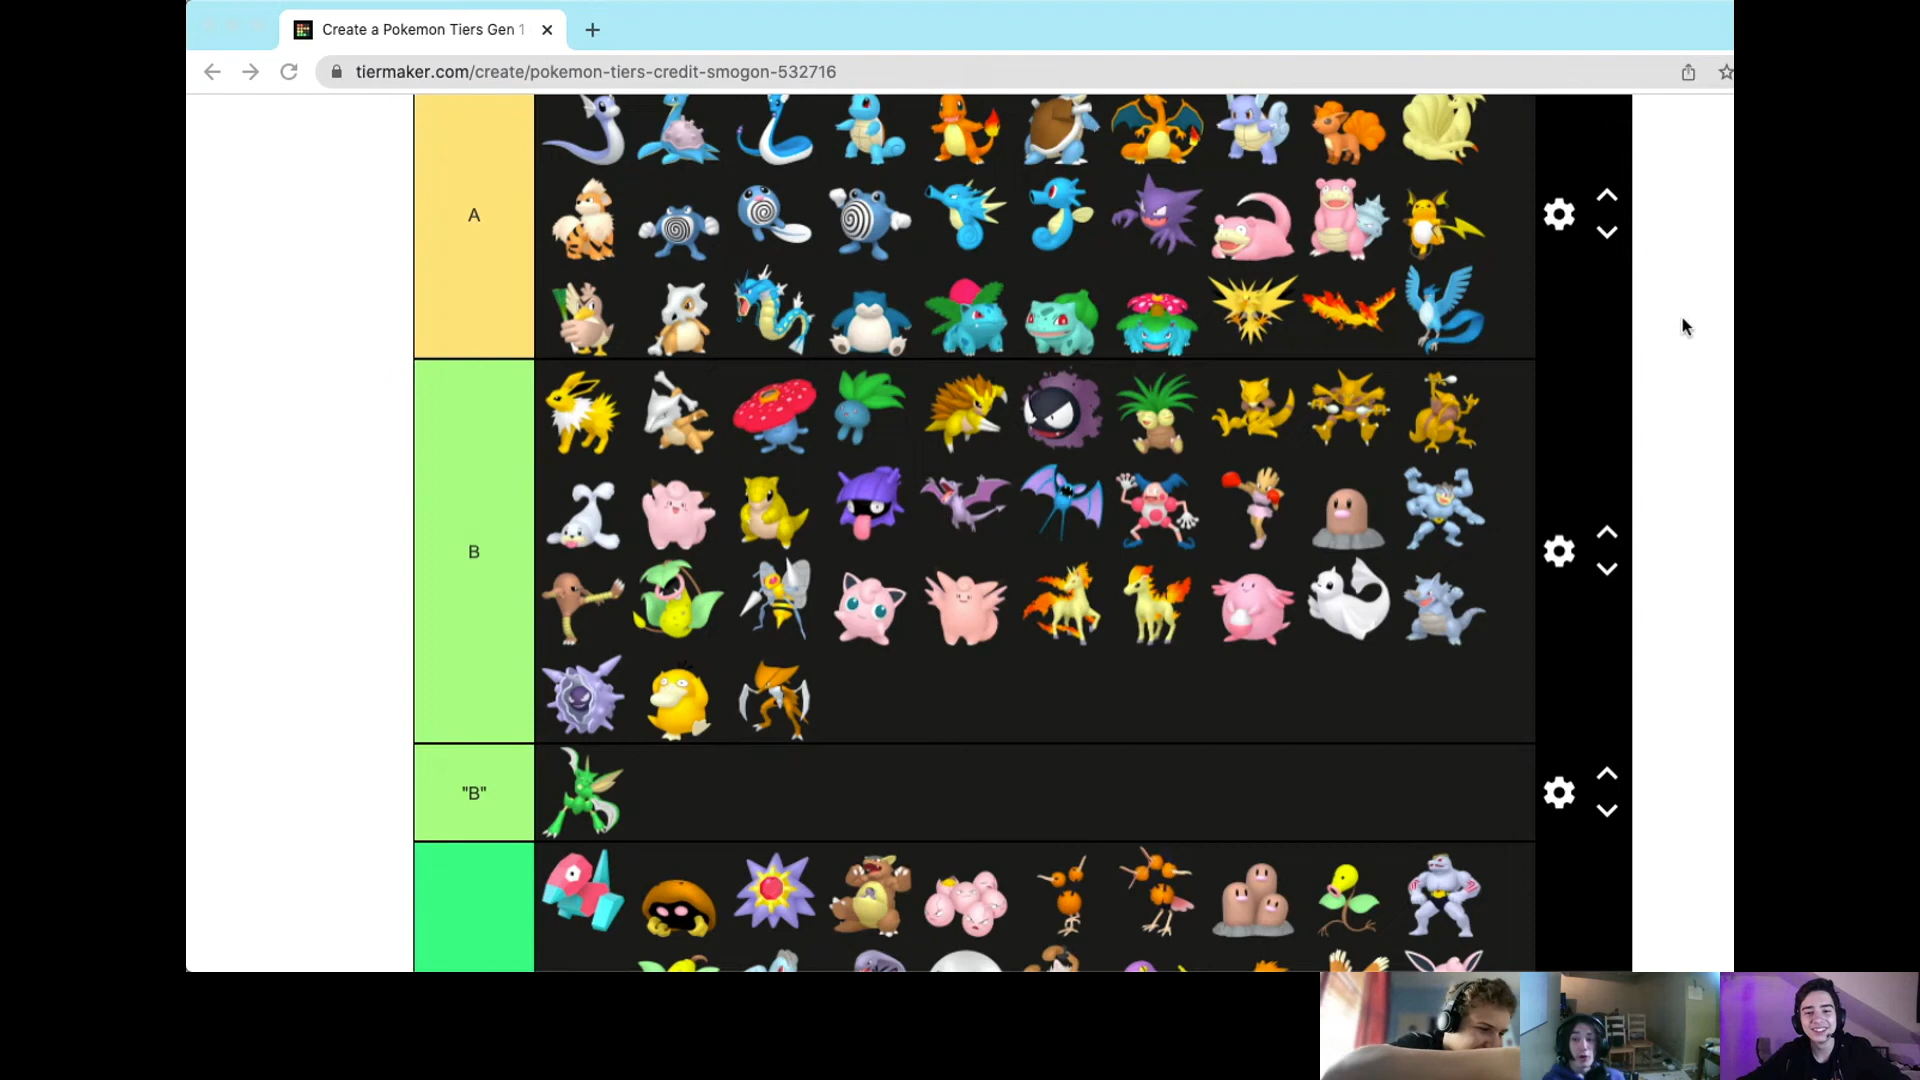 Create a Pokemon Tiers Gen 1
tiermaker.com/create/pokemon-tiers-credit-smogon-532716
A
B
"B"